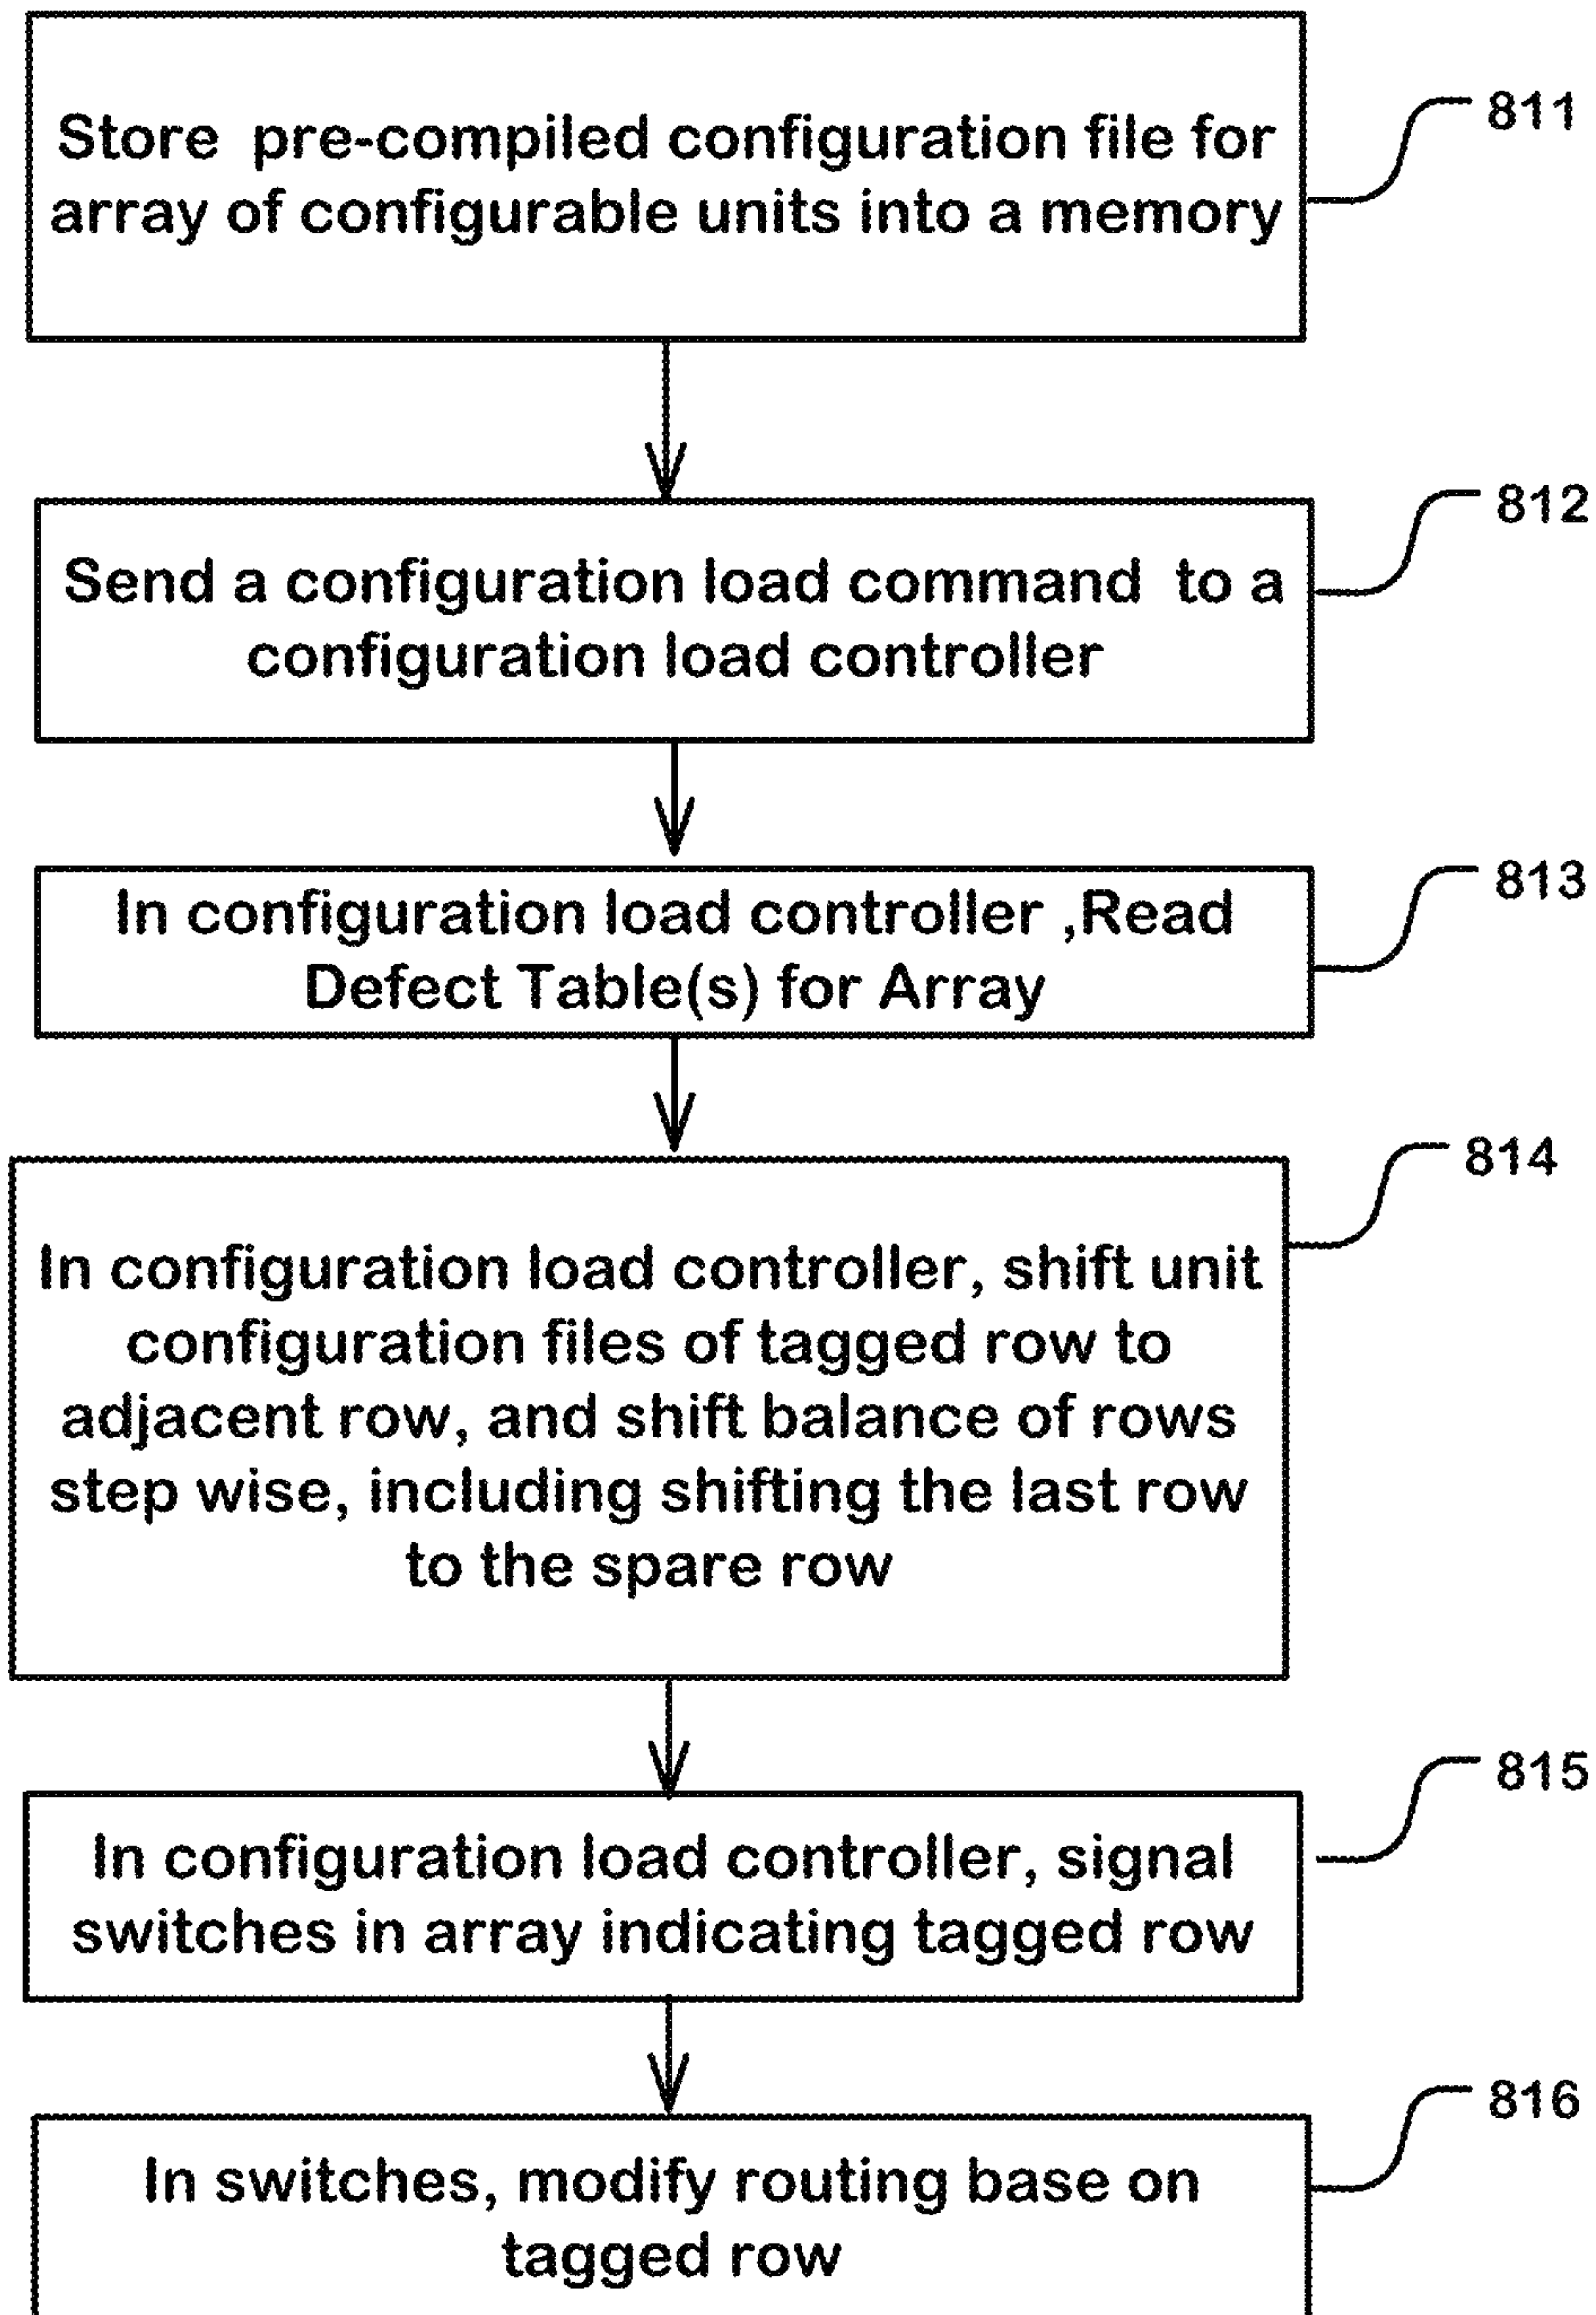 Store pre-compiled configuration file for
array of configurable units into a memory
811
Send a configuration load command to a
configuration load controller
812
In configuration load controller ,Read
Defect Table(s) for Array
813
In configuration load controller, shift unit
configuration files of tagged row to
adjacent row, and shift balance of rows
step wise, including shifting the last row
to the spare row
814
In configuration load controller, signal
switches in array indicating tagged row
815
In switches, modify routing base on
tagged row
816